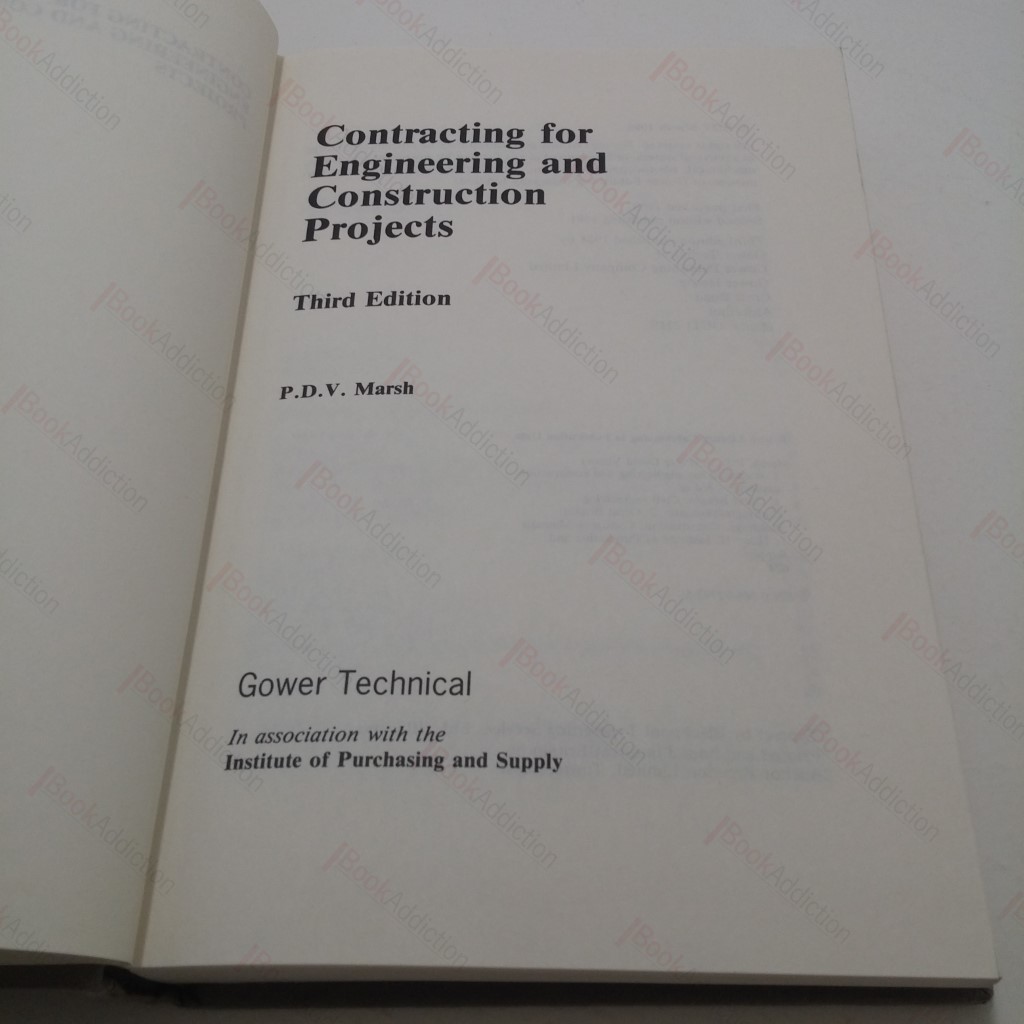 Contracting for
Engineering and
Construction
Projects
Third Edition
P.D.V. Marsh
Gower Technical
In association with the
Institute of Purchasing and Supply
BookAddiction